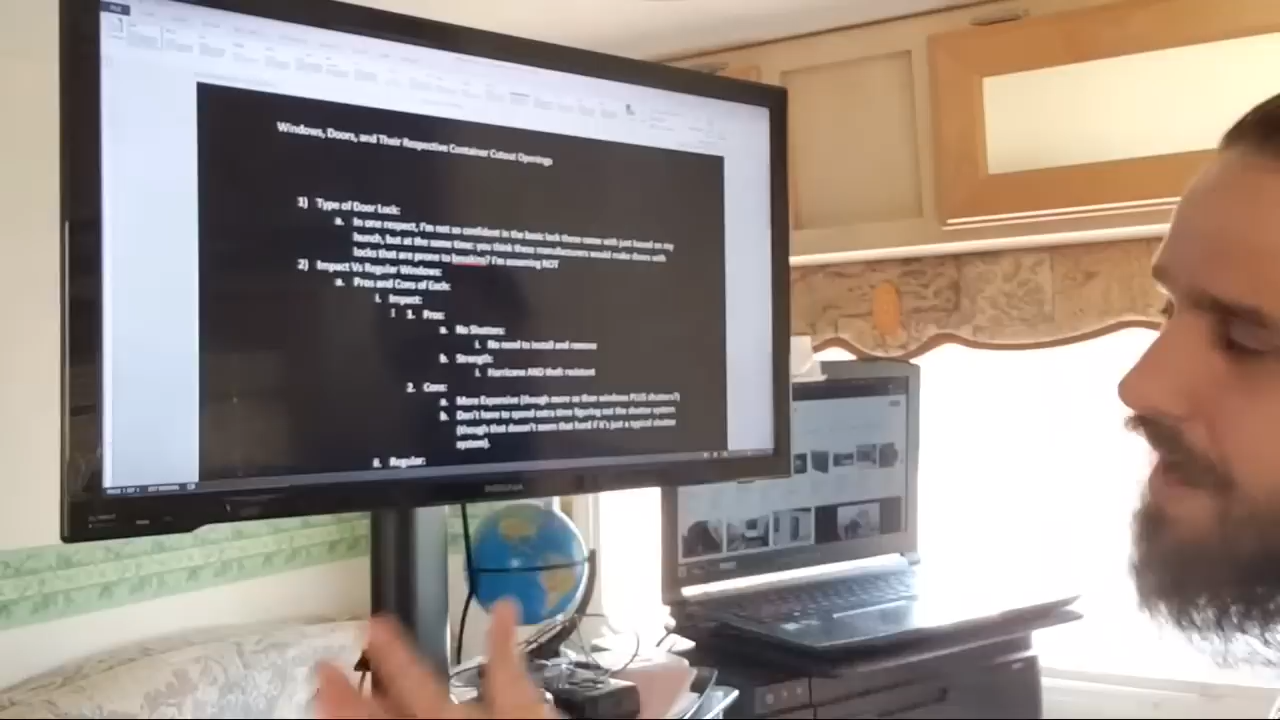 FILE
Windows, Doors, and Their Respective Container Cutout Openings
1) Type of Door Lock:
a. In one respect, I'm not so confident in the basic lock these come with just based on my
hunch, but at the same time: you think these manufacturers would make doors with
locks that are prone to breaking? I'm assuming NOT
2) Impact Vs Regular Windows:
a. Pros and Cons of Each:
i. Impact:
1. Pros:
a. No Shutters:
i. No need to install and remove
b. Strength:
i. Hurricane AND theft resistant
2. Cons:
a. More Expensive (though more so than windows PLUS shutters?)
b. Don't have to spend extra time figuring out the shutter system
(though that doesn't seem that hard if it's just a typical shutter
system).
ii. Regular:
PAGE 1 OF
INSIGNIA